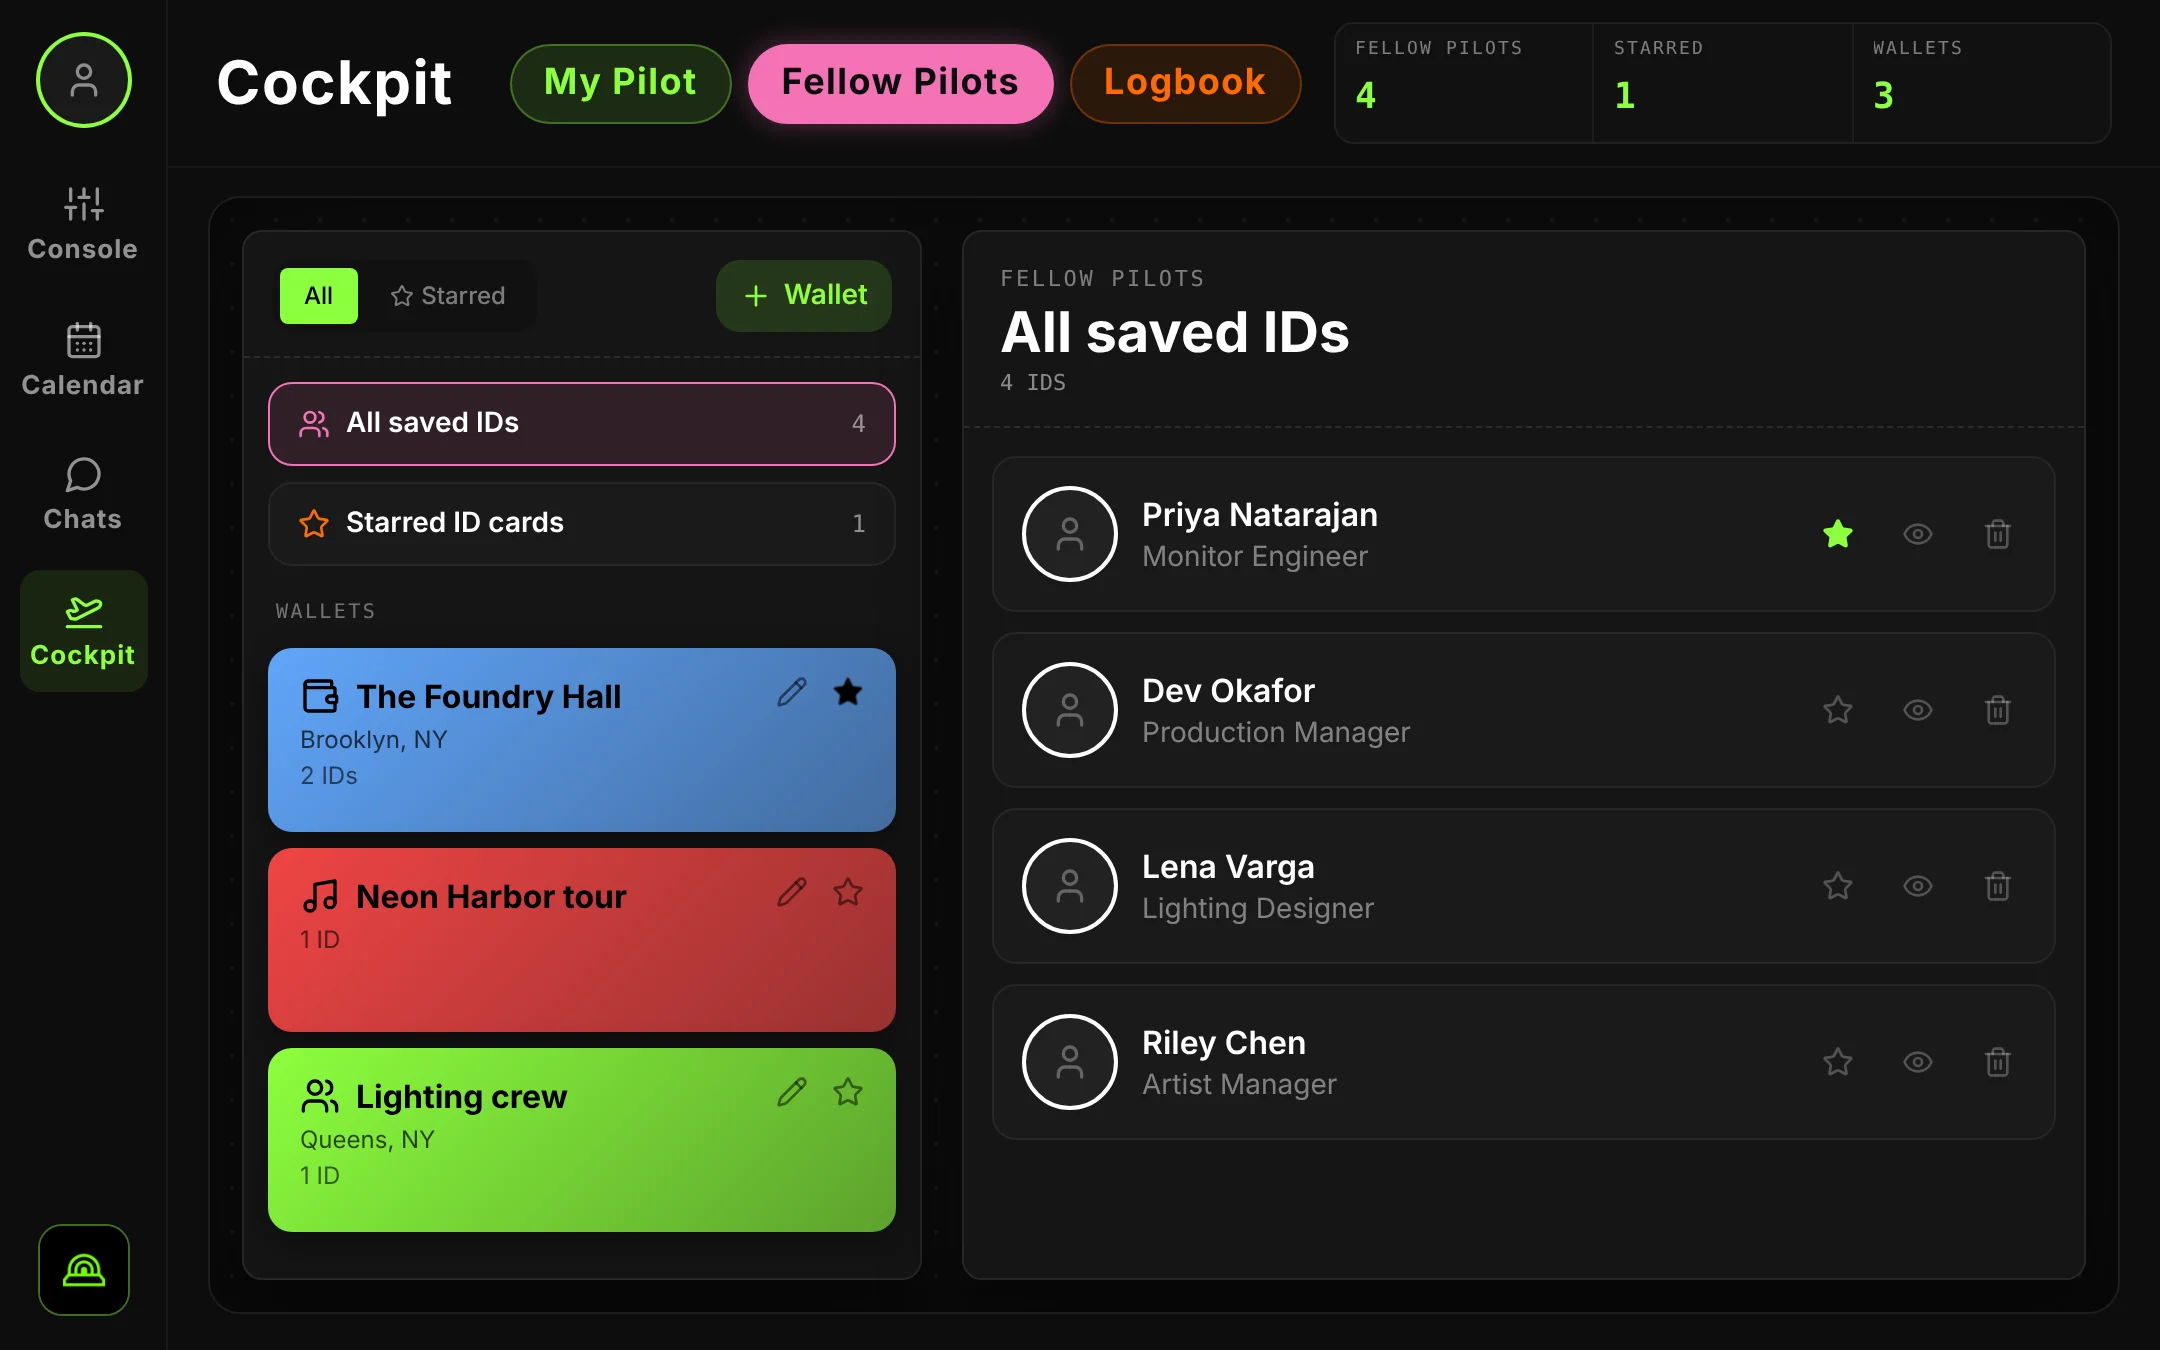 Console
Calendar
Chats
Cockpit
Cockpit
My Pilot
Fellow Pilots
Logbook
FELLOW PILOTS
4
STARRED
1
WALLETS
3
All
Starred
Wallet
All saved IDs
4
Starred ID cards
1
WALLETS
The Foundry Hall
Brooklyn, NY
2 IDs
Neon Harbor tour
1 ID
Lighting crew
Queens, NY
1 ID
FELLOW PILOTS
All saved IDs
4 IDS
Priya Natarajan
Monitor Engineer
Dev Okafor
Production Manager
Lena Varga
Lighting Designer
Riley Chen
Artist Manager